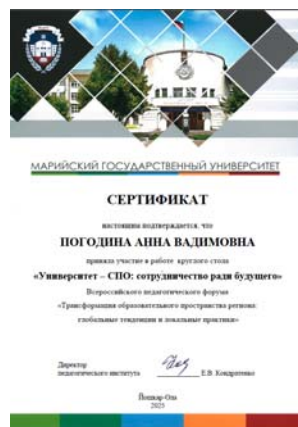 МАРИЙСКИЙ ГОСУДАРСТВЕННЫЙ УНИВЕРСИТЕТ
СЕРТИФИКАТ
настоящим подтверждается, что
ПОГОДИНА АННА ВАДИМОВНА
приняла участие в работе круглого стола
«Университет – СПО: сотрудничество ради будущего»
Всероссийского педагогического форума
«Трансформация образовательного пространства региона:
глобальные тенденции и локальные практики»
Директор
педагогического института Е.В. Кондратенко
Йошкар-Ола
2025